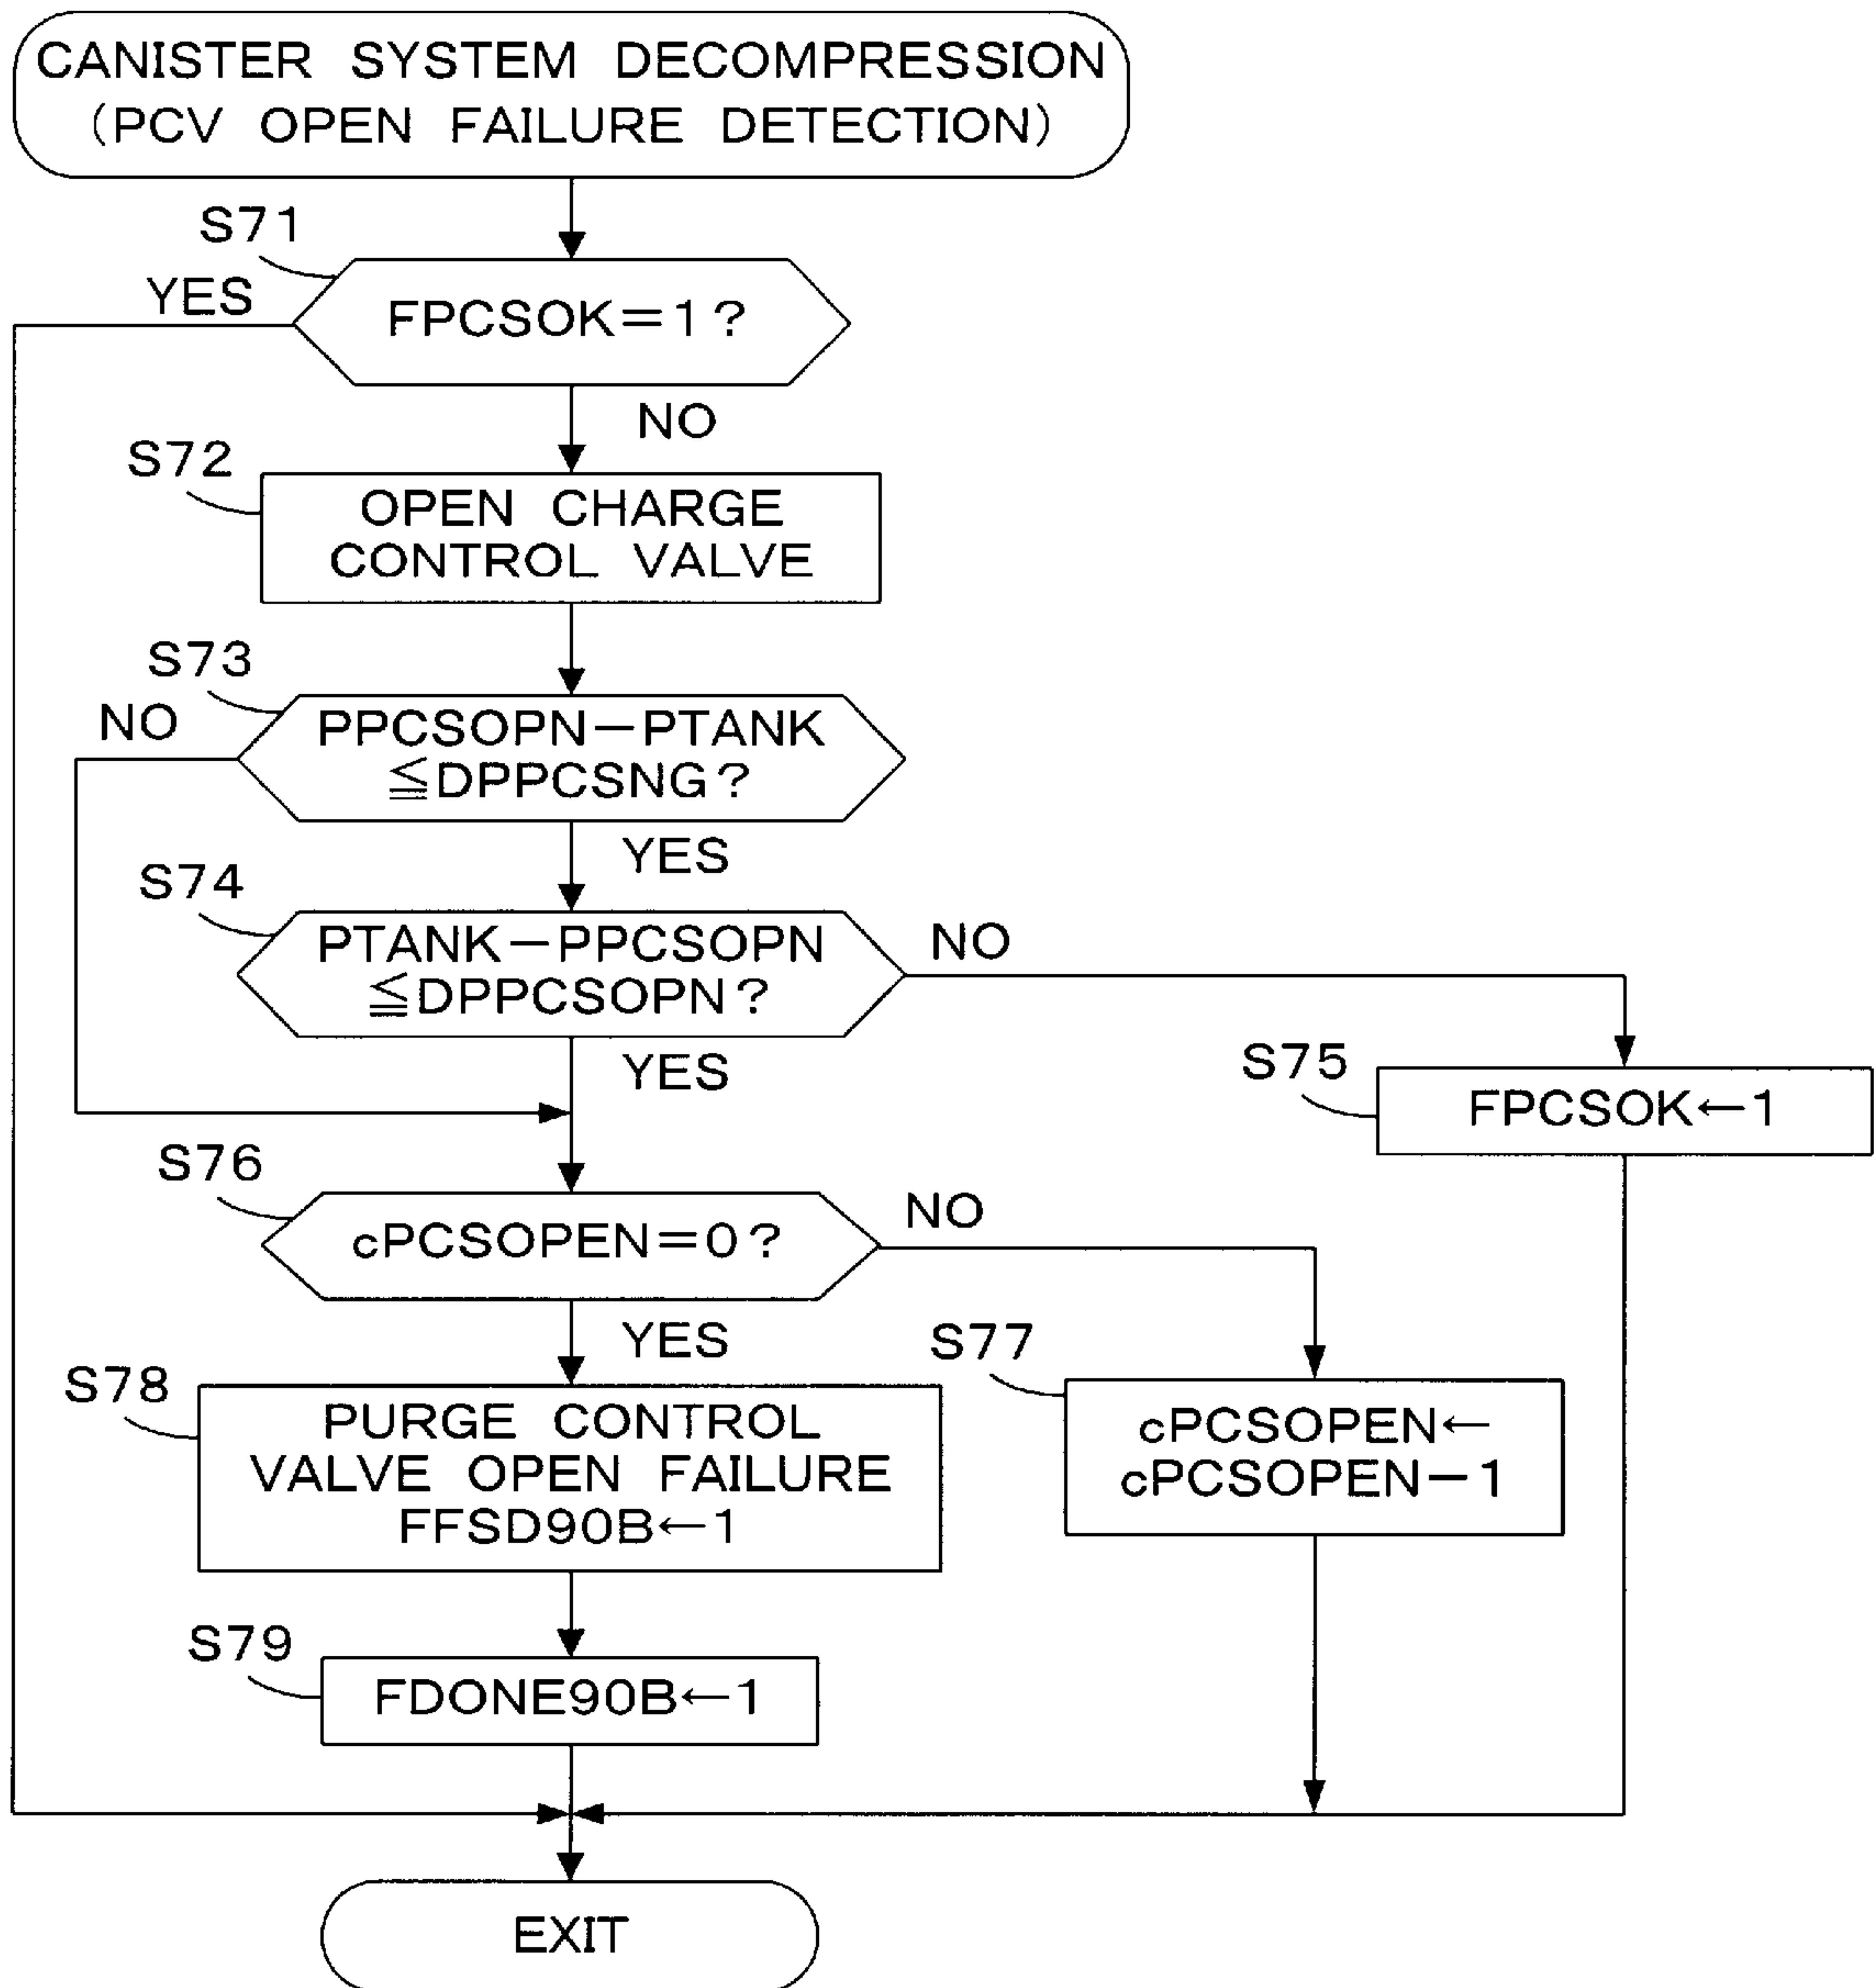 CANISTER SYSTEM DECOMPRESSION
(PCV OPEN FAILURE DETECTION)
S71
YES
FPCSOK=1?
NO
S72
OPEN CHARGE
CONTROL VALVE
S73
NO
PPCSOPN—PTANK
≦DPPCSNG?
YES
S74
PTANK—PPCSOPN
≦DPPCSOPN?
NO
YES
S75
FPCSOK←1
S76
cPCSOPEN=0?
NO
YES
S77
cPCSOPEN←
cPCSOPEN—1
S78
PURGE CONTROL
VALVE OPEN FAILURE
FFSD90B←1
S79
FDONE90B←1
EXIT